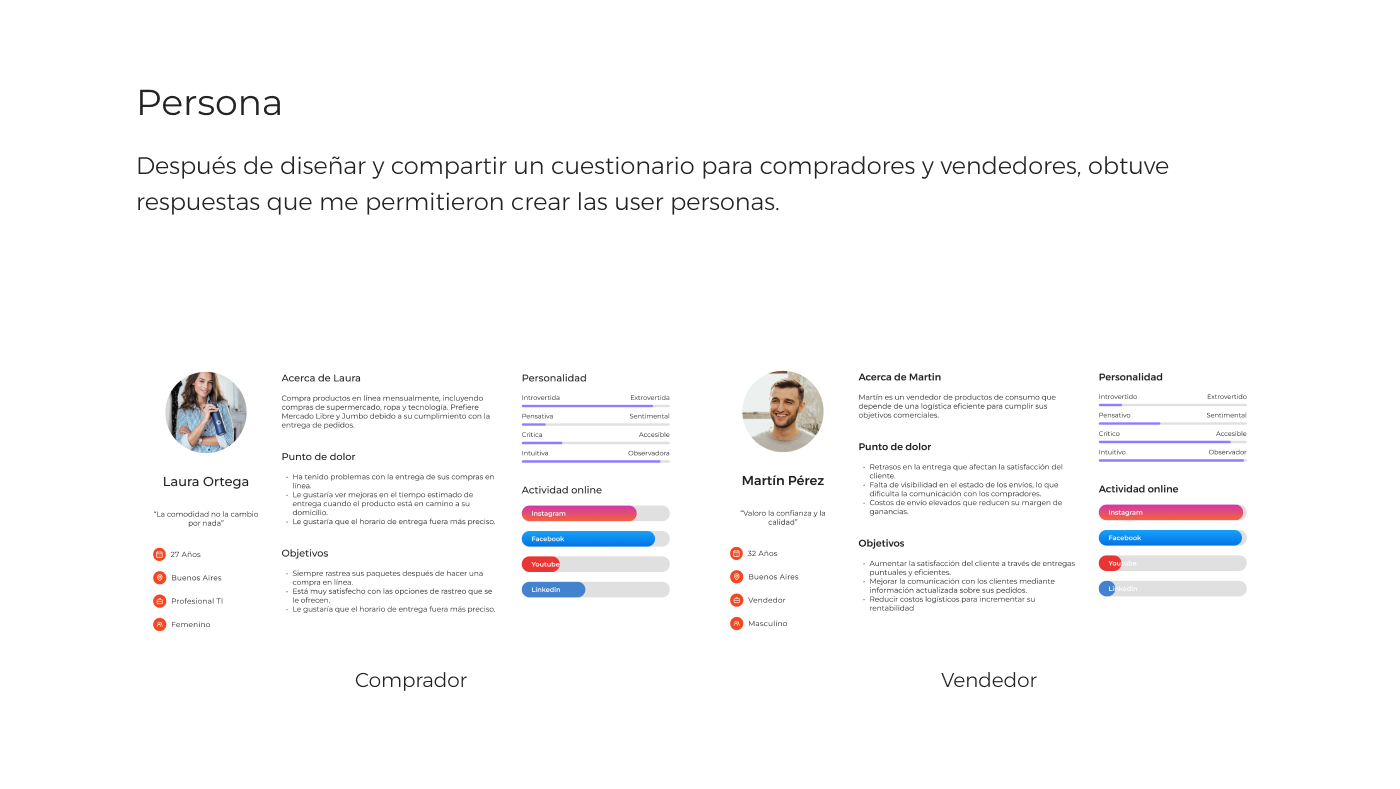 Persona
Después de diseñar y compartir un cuestionario para compradores y vendedores, obtuve
respuestas que me permitieron crear las user personas.
Laura Ortega
“La comodidad no la cambio
por nada”
27 Años
Buenos Aires
Profesional TI
Femenino
Acerca de Laura
Compra productos en línea mensualmente, incluyendo
compras de supermercado, ropa y tecnología. Prefiere
Mercado Libre y Jumbo debido a su cumplimiento con la
entrega de pedidos.
Punto de dolor
- Ha tenido problemas con la entrega de sus compras en
línea.
- Le gustaría ver mejoras en el tiempo estimado de
entrega cuando el producto está en camino a su
domicilio.
- Le gustaría que el horario de entrega fuera más preciso.
Objetivos
- Siempre rastrea sus paquetes después de hacer una
compra en línea.
- Está muy satisfecho con las opciones de rastreo que se
le ofrecen.
- Le gustaría que el horario de entrega fuera más preciso.
Personalidad
Introvertida Extrovertida
Pensativa Sentimental
Crítica Accesible
Intuitiva Observadora
Actividad online
Instagram
Facebook
Youtube
Linkedin
Comprador
Martín Pérez
“Valoro la confianza y la
calidad”
32 Años
Buenos Aires
Vendedor
Masculino
Acerca de Martin
Martín es un vendedor de productos de consumo que
depende de una logística eficiente para cumplir sus
objetivos comerciales.
Punto de dolor
- Retrasos en la entrega que afectan la satisfacción del
cliente.
- Falta de visibilidad en el estado de los envíos, lo que
dificulta la comunicación con los compradores.
- Costos de envío elevados que reducen su margen de
ganancias.
Objetivos
- Aumentar la satisfacción del cliente a través de entregas
puntuales y eficientes.
- Mejorar la comunicación con los clientes mediante
información actualizada sobre sus pedidos.
- Reducir costos logísticos para incrementar su
rentabilidad
Personalidad
Introvertido Extrovertido
Pensativo Sentimental
Crítico Accesible
Intuitivo Observador
Actividad online
Instagram
Facebook
Youtube
Linkedin
Vendedor